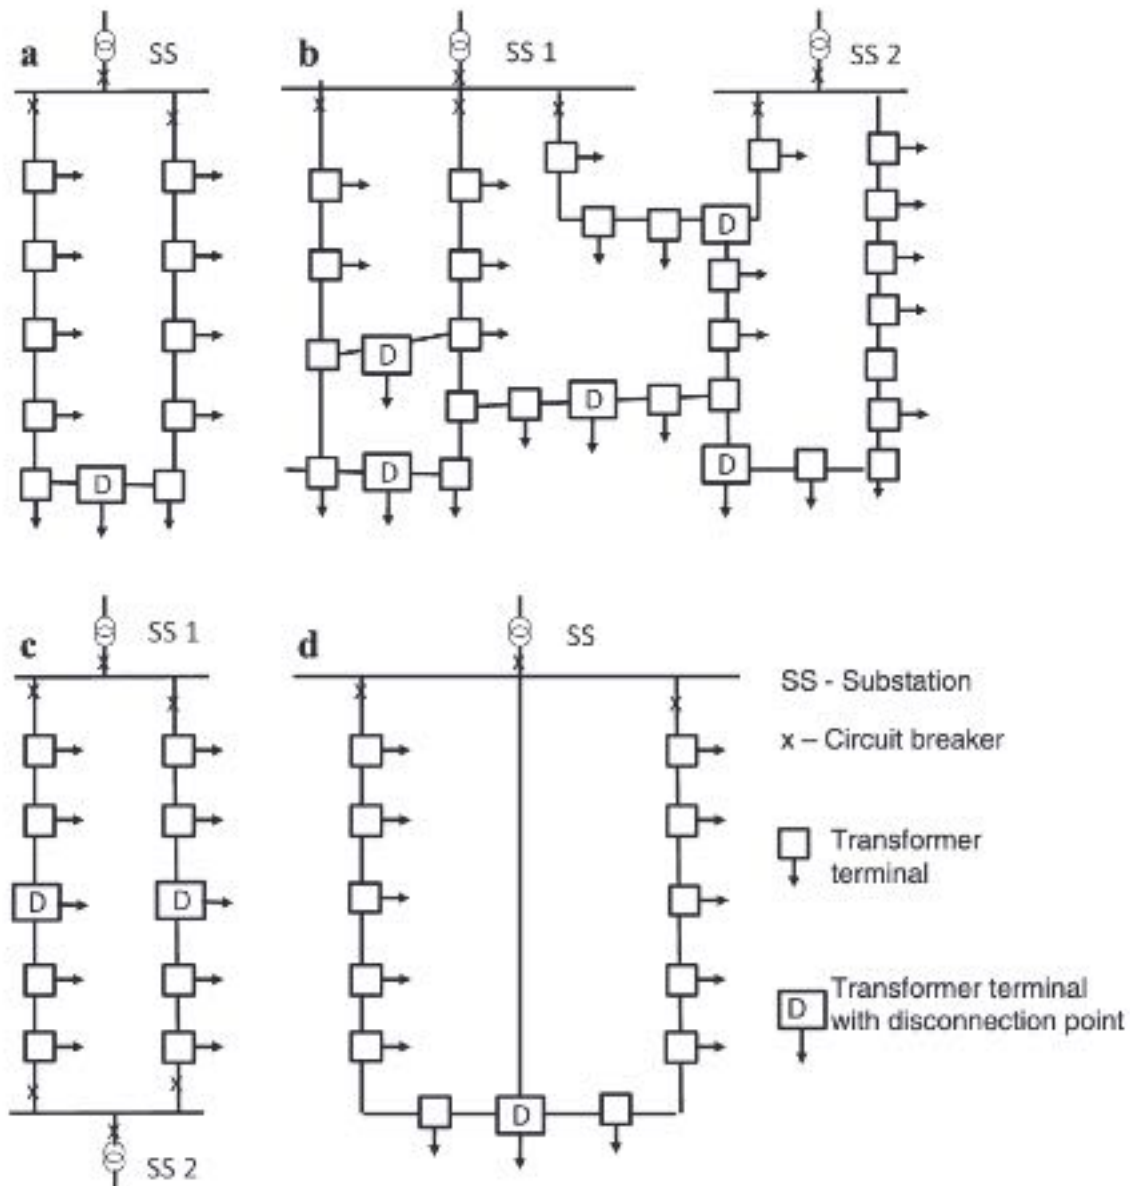 a SS
b SS 1 SS 2
D
D
D
D
D
D
c SS 1
D D
SS 2
d SS
D
SS - Substation
x – Circuit breaker
Transformer
terminal
D
Transformer terminal
with disconnection point